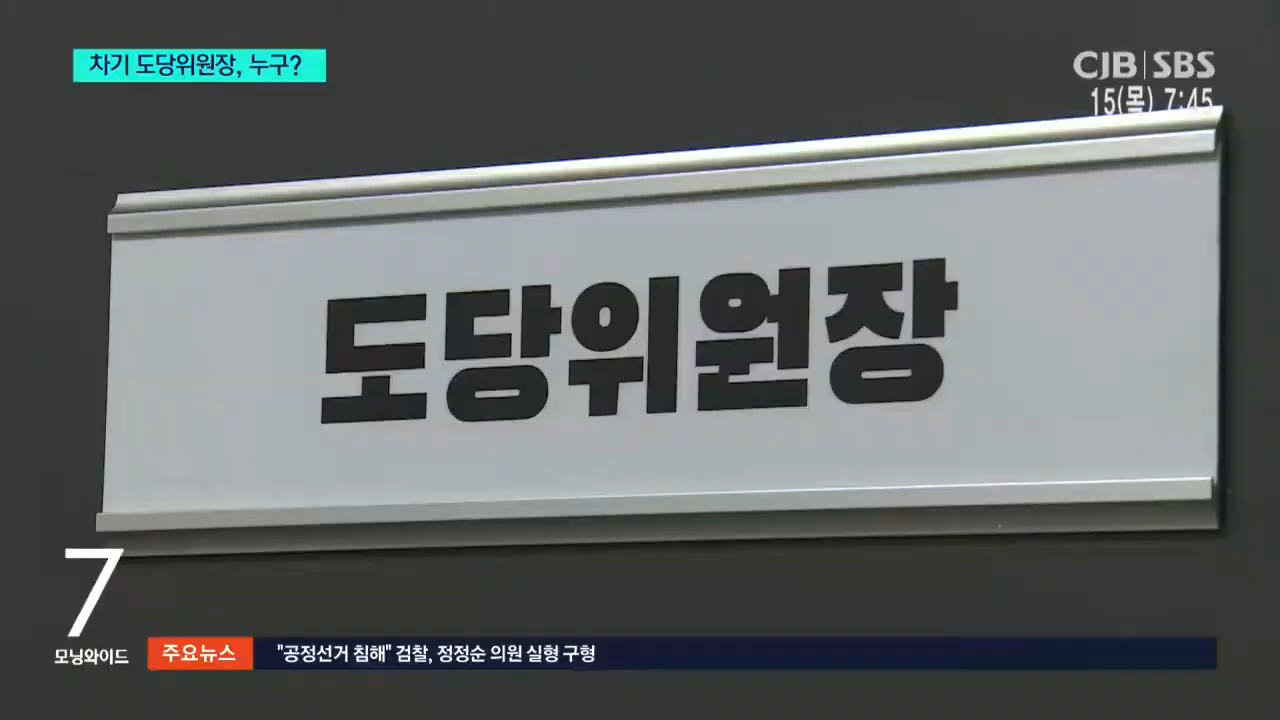 차기 도당위원장, 누구?
CJB SBS
15(목) 7:45
도당위원장
7
모닝와이드
주요뉴스 "공정선거 침해" 검찰, 정정순 의원 실형 구형